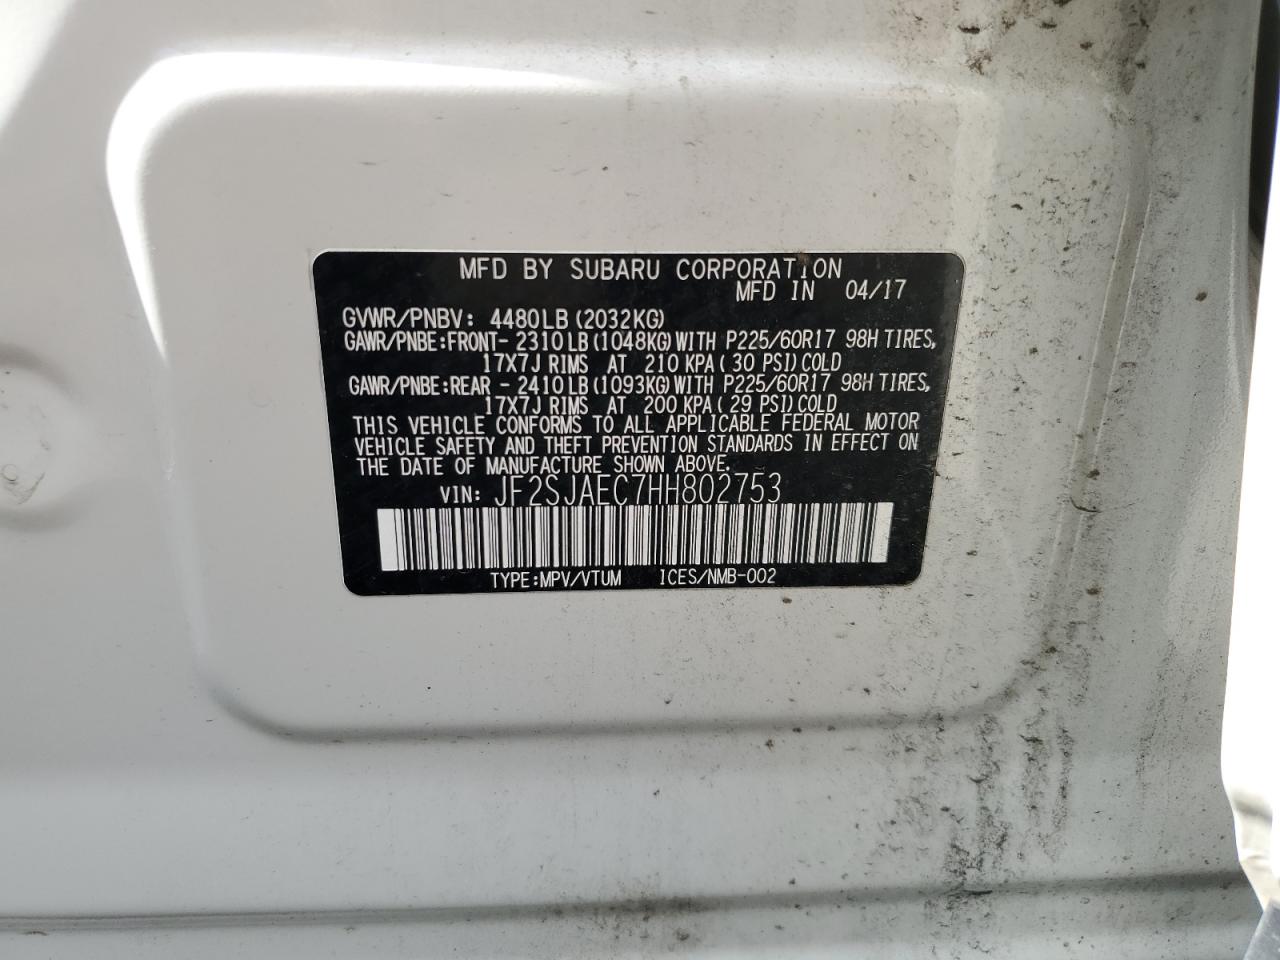 MFD BY SUBARU CORPORATION
MFD IN 04/17
GVWR/PNBV: 4480LB (2032KG)
GAWR/PNBE:FRONT- 2310LB (1048KG) WITH P225/60R17 98H TIRES,
17X7J RIMS AT 210 KPA ( 30 PSI) COLD
GAWR/PNBE:REAR - 2410LB (1093KG) WITH P225/60R17 98H TIRES,
17X7J RIMS AT 200 KPA ( 29 PSI) COLD
THIS VEHICLE CONFORMS TO ALL APPLICABLE FEDERAL MOTOR
VEHICLE SAFETY AND THEFT PREVENTION STANDARDS IN EFFECT ON
THE DATE OF MANUFACTURE SHOWN ABOVE.
VIN: JF2SJAEC7HH802753
TYPE:MPV/VTUM ICES/NMB-002